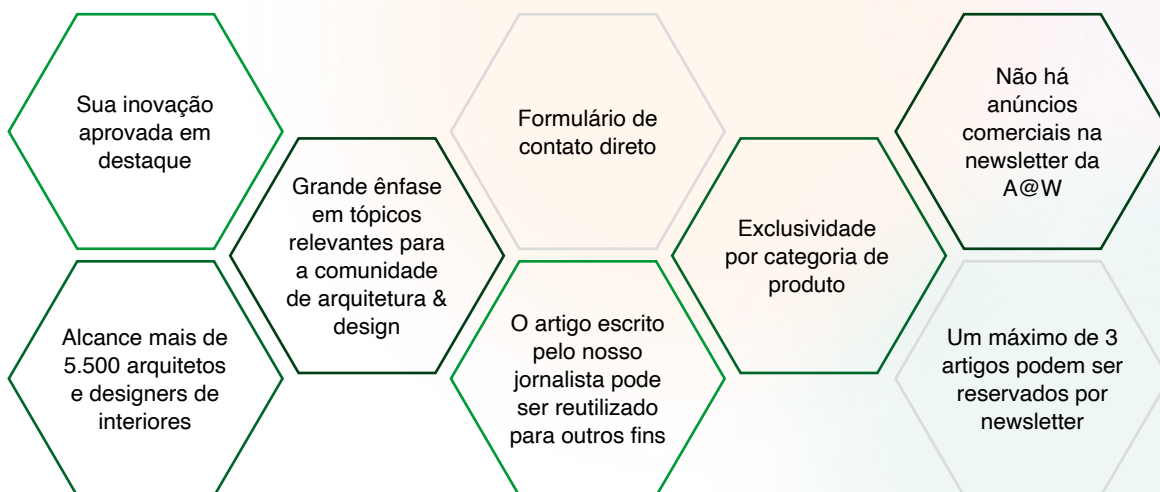 Sua inovação
aprovada em
destaque
Alcance mais de
5.500 arquitetos
e designers de
interiores
Grande ênfase
em tópicos
relevantes para
a comunidade
de arquitetura &
design
Formulário de
contato direto
O artigo escrito
pelo nosso
jornalista pode
ser reutilizado
para outros fins
Exclusividade
por categoria de
produto
Não há
anúncios
comerciais na
newsletter da
A@W
Um máximo de 3
artigos podem ser
reservados por
newsletter